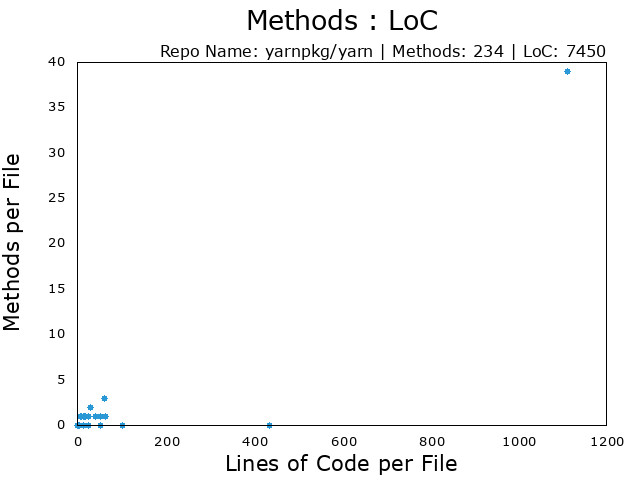 Methods : LoC
Repo Name: yarnpkg/yarn | Methods: 234 | LoC: 7450
40
35
30
25
20
15
10
5
0
Methods per File
0 200 400 600 800 1000 1200
Lines of Code per File